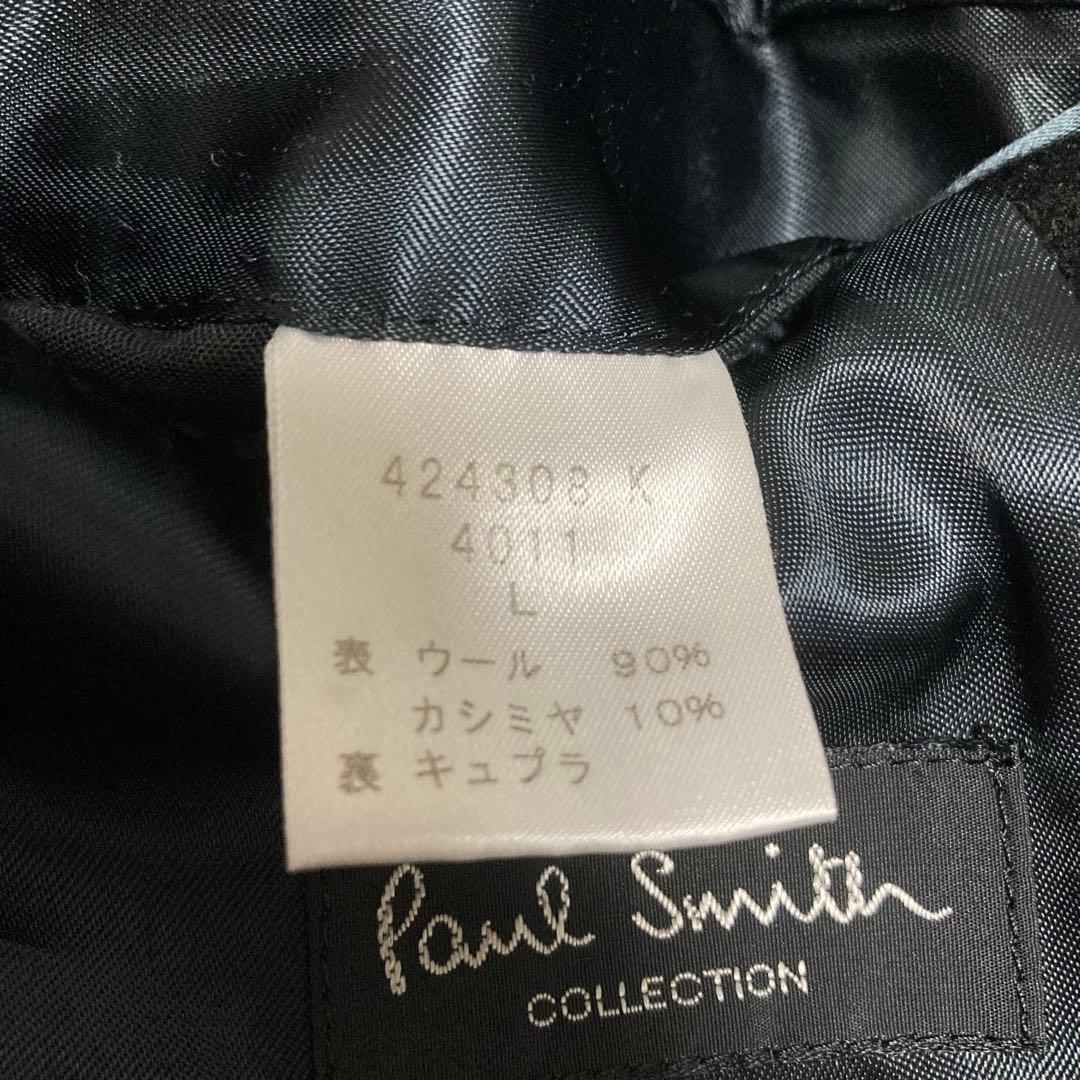 424308 K
4011
L
表 ウール 90%
カシミヤ 10%
裏 キュプラ
Paul Smith
COLLECTION